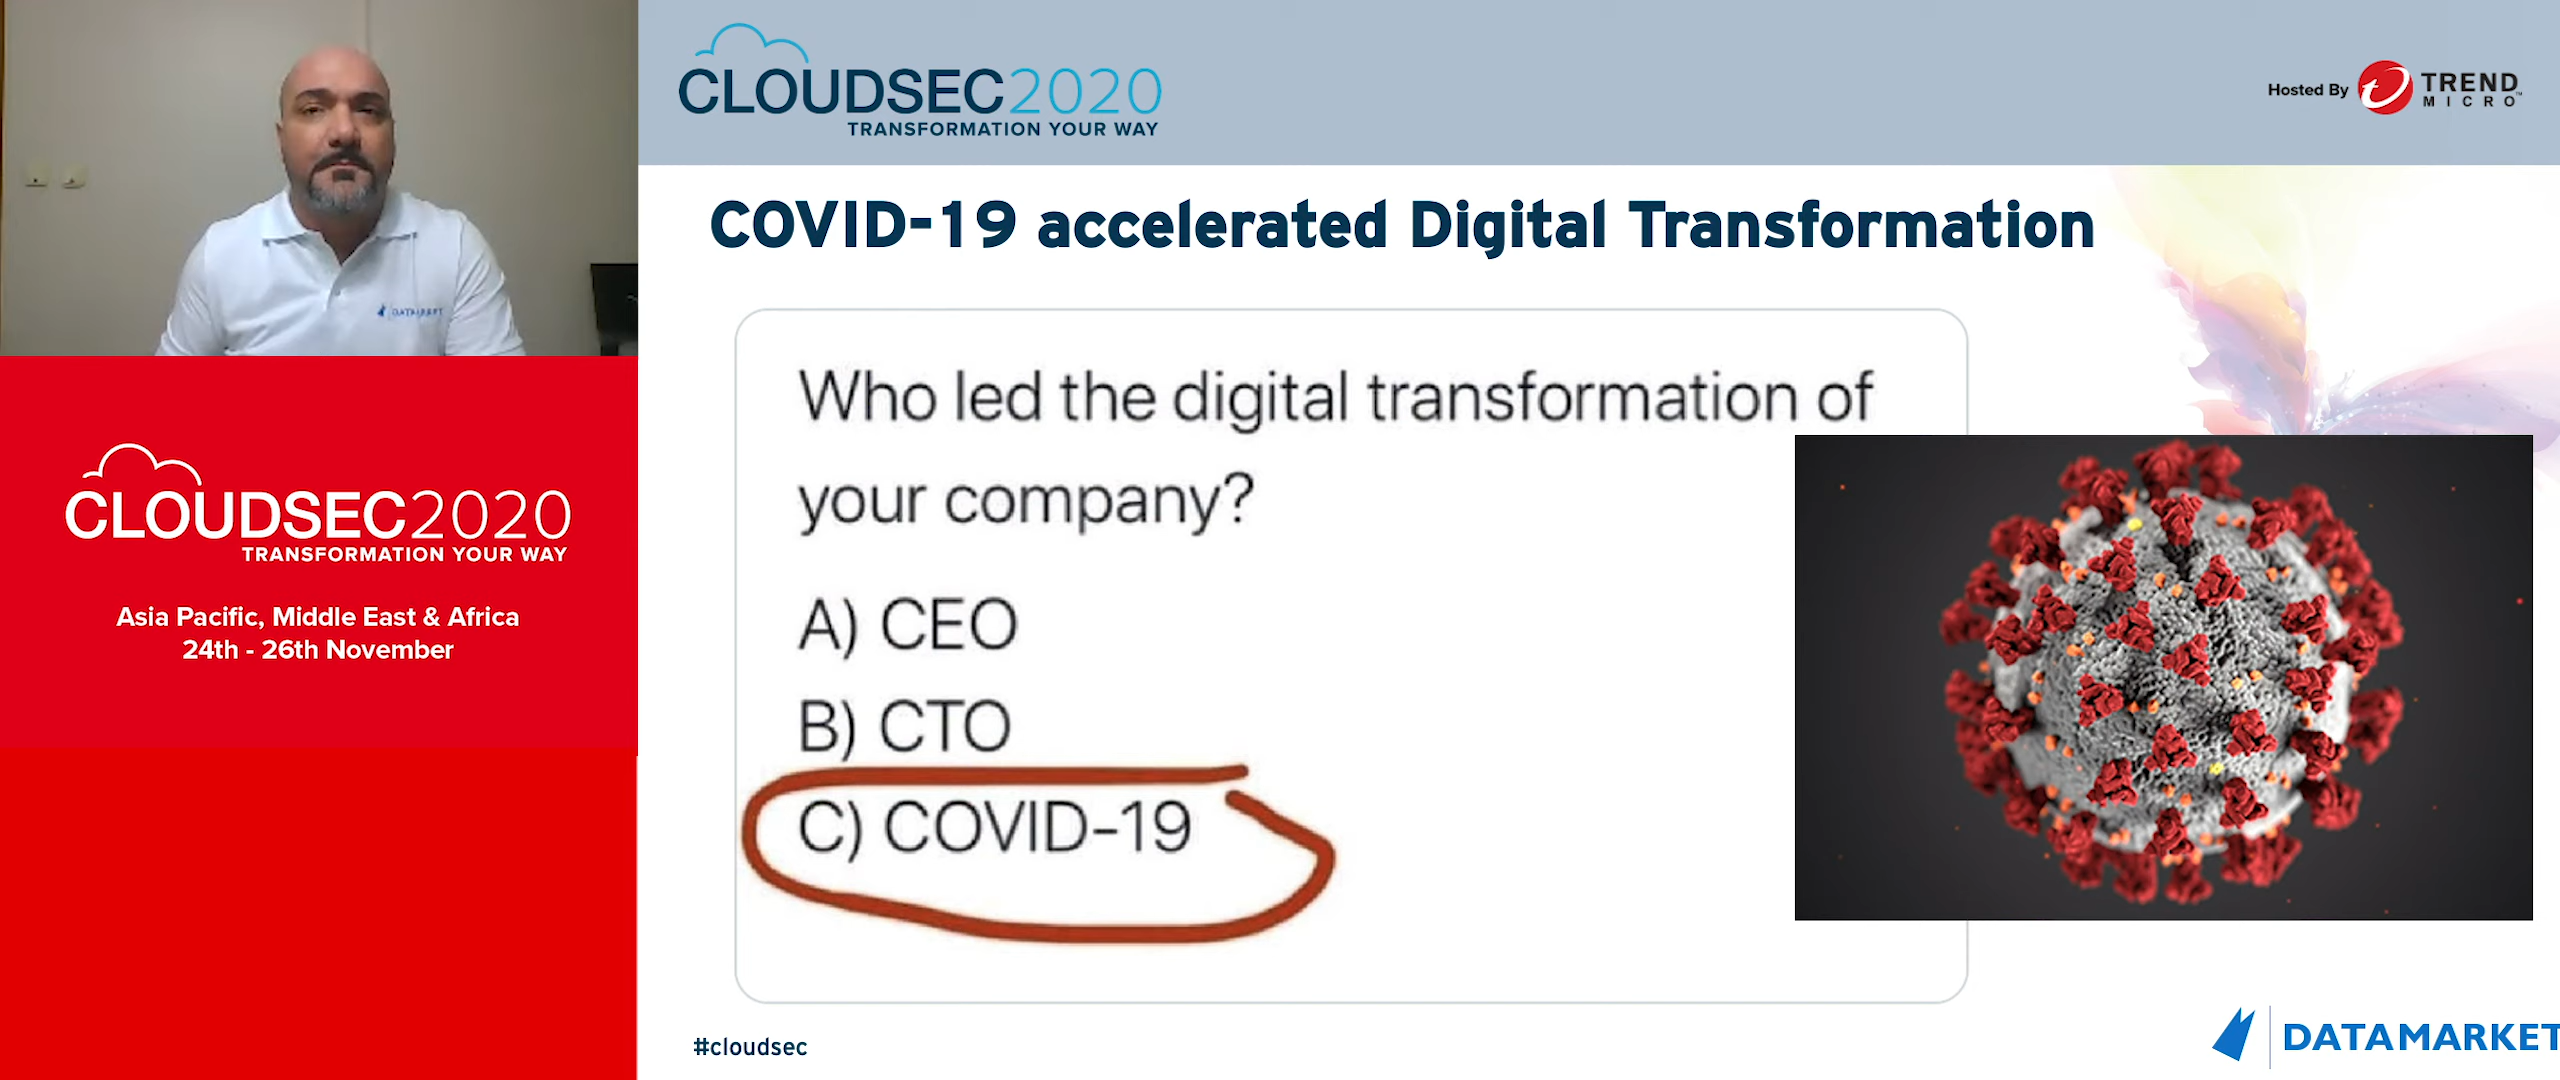 DATAMARKET
CLOUDSEC2020
TRANSFORMATION YOUR WAY
Asia Pacific, Middle East & Africa
24th - 26th November
CLOUDSEC2020
TRANSFORMATION YOUR WAY
Hosted By
TREND
MICRO™
COVID-19 accelerated Digital Transformation
Who led the digital transformation of
your company?
A) CEO
B) CTO
C) COVID-19
#cloudsec
DATAMARKET